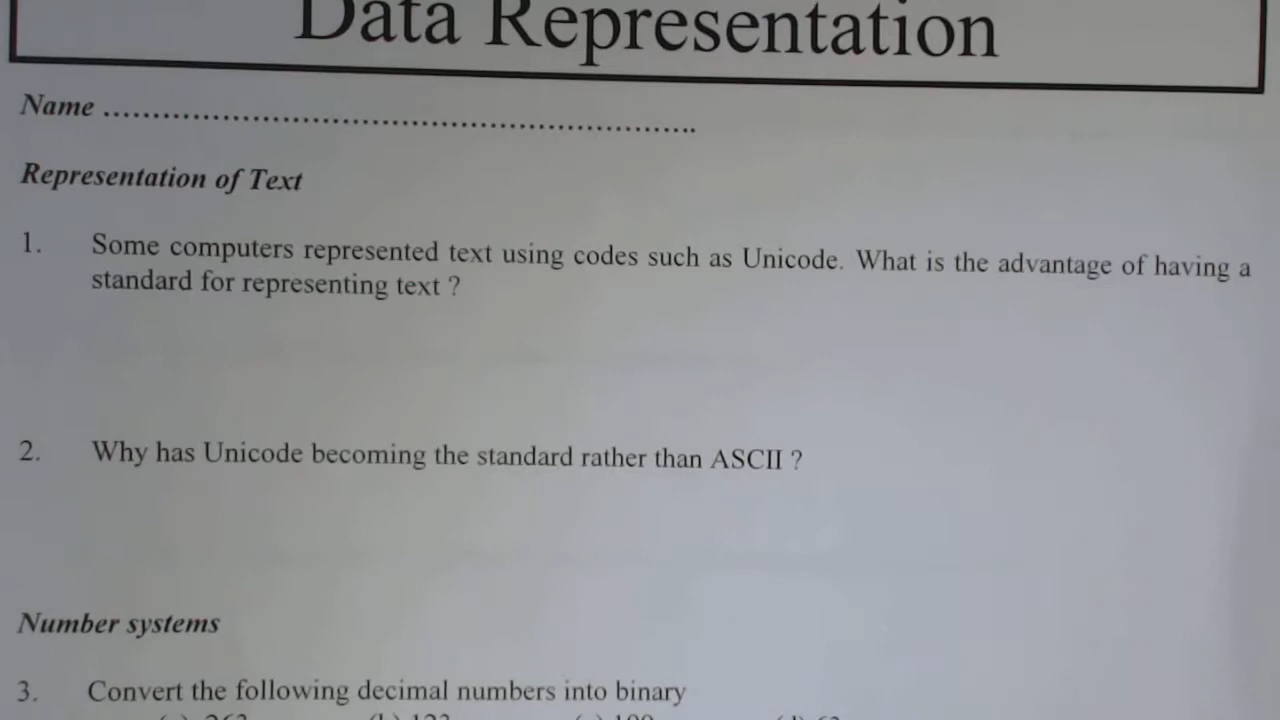 Data Representation
Name ............................................................
Representation of Text
1. Some computers represented text using codes such as Unicode. What is the advantage of having a
standard for representing text ?
2. Why has Unicode becoming the standard rather than ASCII ?
Number systems
3. Convert the following decimal numbers into binary